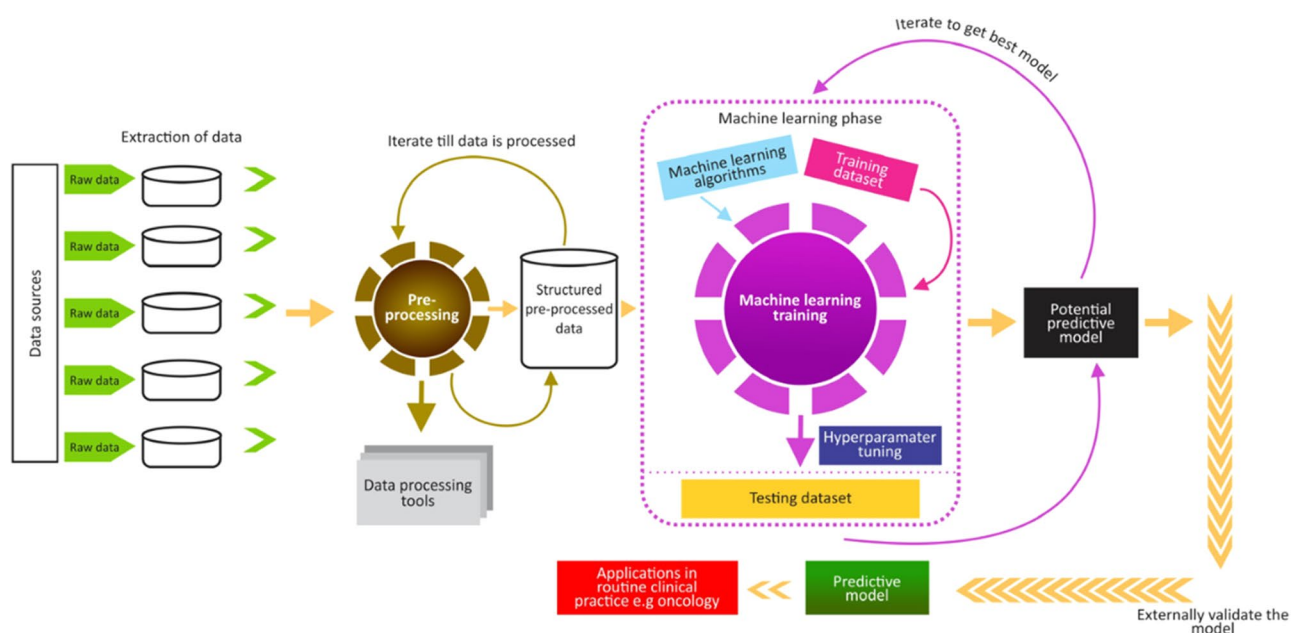 Iterate to get best model
Extraction of data
Iterate till data is processed
Machine learning phase
Data sources
Raw data
Raw data
Raw data
Raw data
Raw data
Machine learning
algorithms
Training
dataset
Pre-
processing
Structured
pre-processed
data
Machine learning
training
Potential
predictive
model
Data processing
tools
Hyperparamater
tuning
Testing dataset
Applications in
routine clinical
practice e.g oncology
Predictive
model
Externally validate the
model